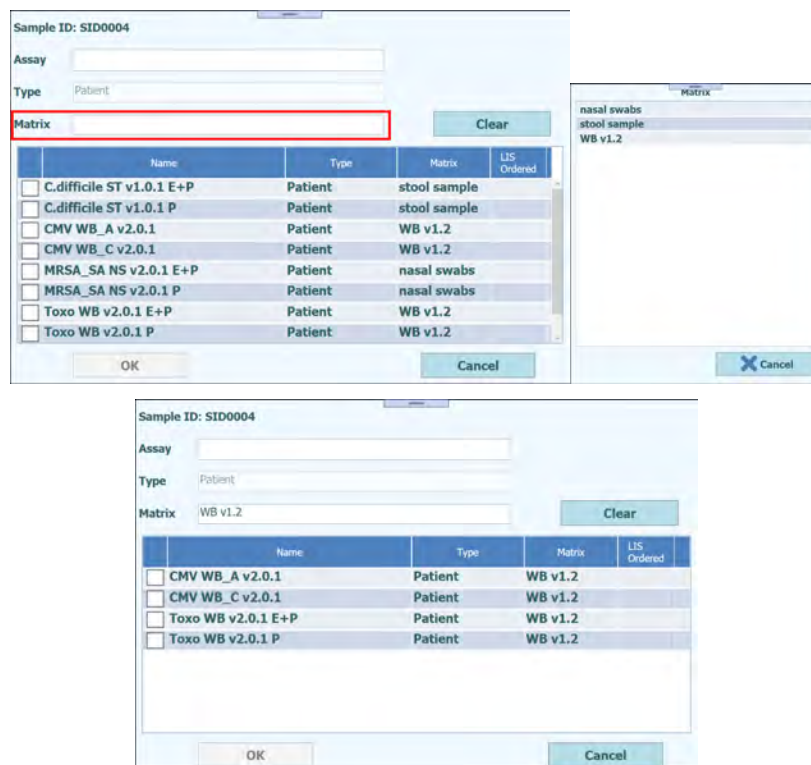 Sample ID: SID0004
Assay
Type Patient
Matrix
Clear
Name Type Matrix LIS Ordered
C.difficile ST v1.0.1 E+P Patient stool sample
C.difficile ST v1.0.1 P Patient stool sample
CMV WB_A v2.0.1 Patient WB v1.2
CMV WB_C v2.0.1 Patient WB v1.2
MRSA_SA NS v2.0.1 E+P Patient nasal swabs
MRSA_SA NS v2.0.1 P Patient nasal swabs
Toxo WB v2.0.1 E+P Patient WB v1.2
Toxo WB v2.0.1 P Patient WB v1.2
OK Cancel
Matrix
nasal swabs
stool sample
WB v1.2
Cancel
Sample ID: SID0004
Assay
Type Patient
Matrix WB v1.2
Clear
Name Type Matrix LIS Ordered
CMV WB_A v2.0.1 Patient WB v1.2
CMV WB_C v2.0.1 Patient WB v1.2
Toxo WB v2.0.1 E+P Patient WB v1.2
Toxo WB v2.0.1 P Patient WB v1.2
OK Cancel